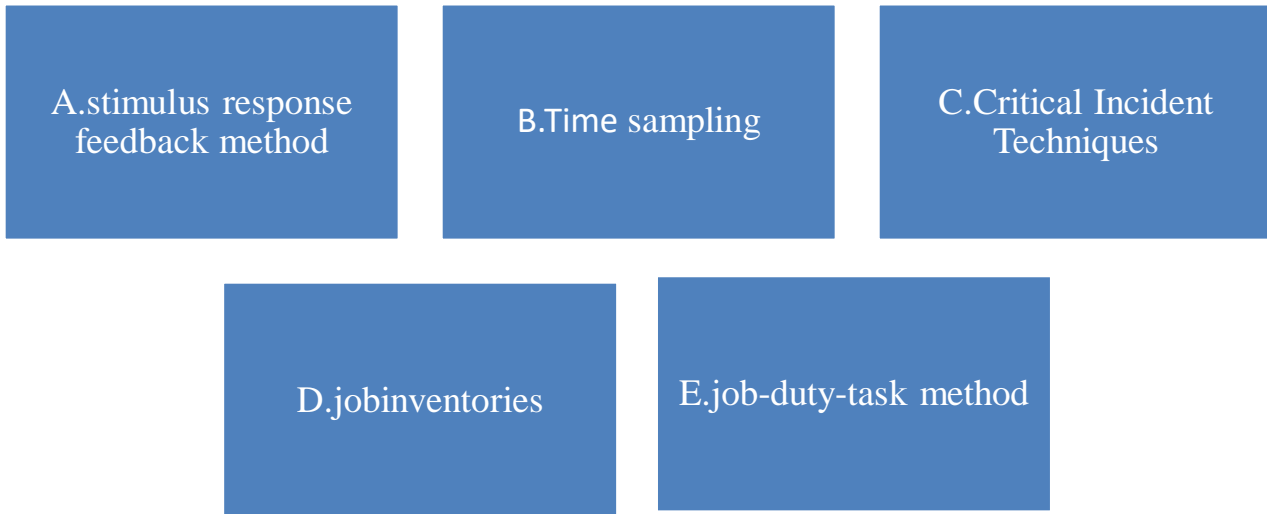 A.stimulus response
feedback method
B.Time sampling
C.Critical Incident
Techniques
D.jobinventories
E.job-duty-task method